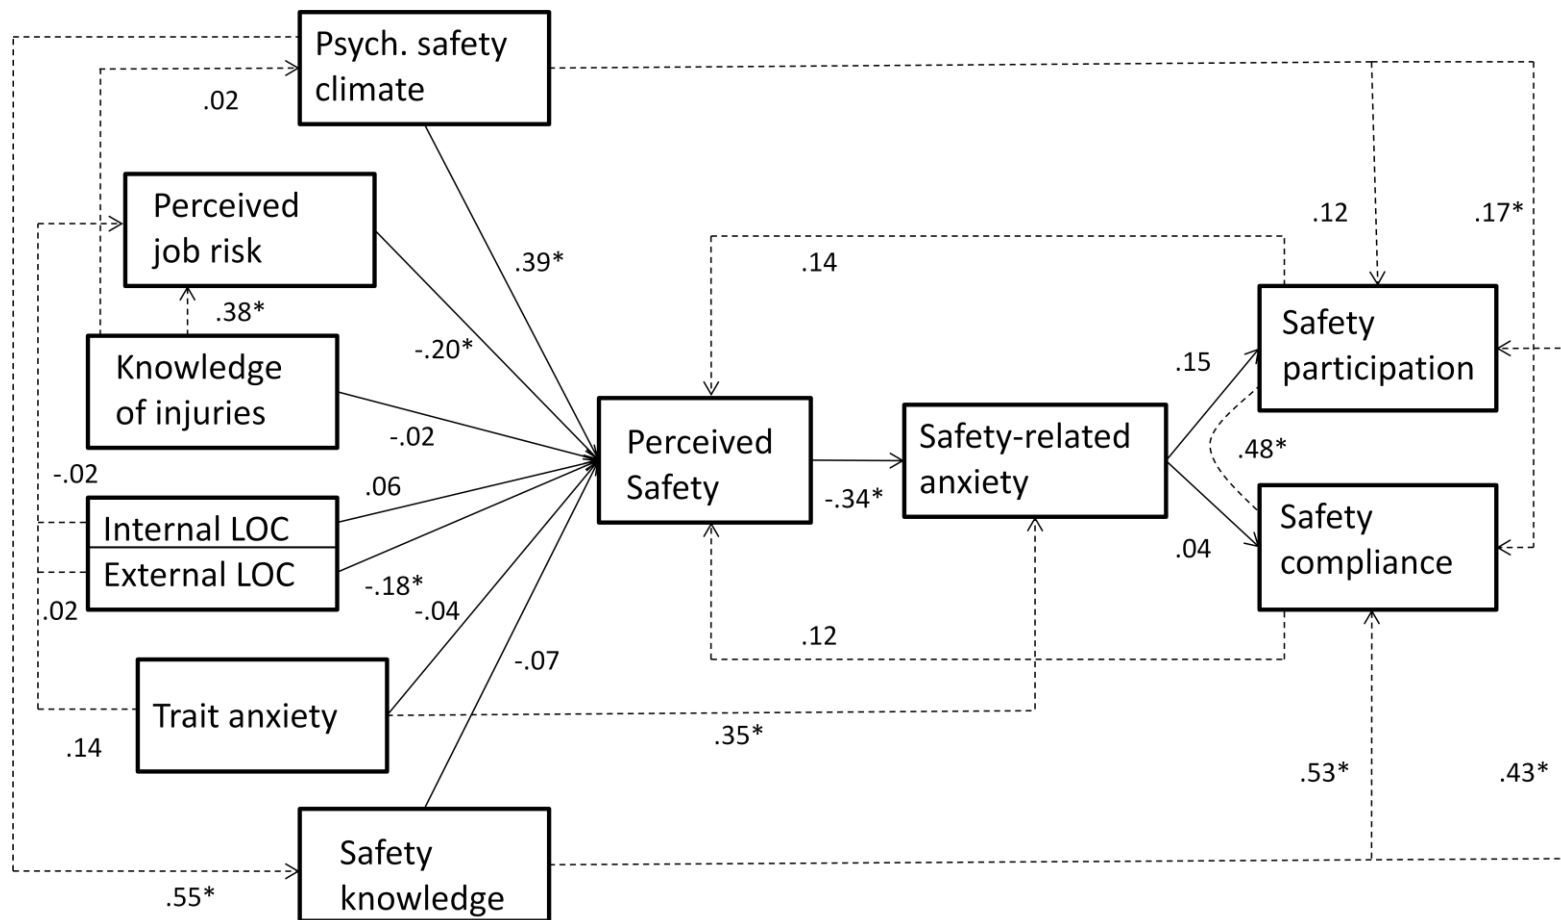 Psych. safety
climate
.02
Perceived
job risk
.39*
.12
.17*
.14
.38*
-.20*
Safety
participation
Knowledge
of injuries
.15
-.02
Perceived
Safety
Safety-related
anxiety
.48*
-.02
.06
-.34*
Internal LOC
External LOC
Safety
compliance
.04
-.18*
.02
-.04
.12
-.07
Trait anxiety
.14
.35*
.53*
.43*
Safety
knowledge
.55*